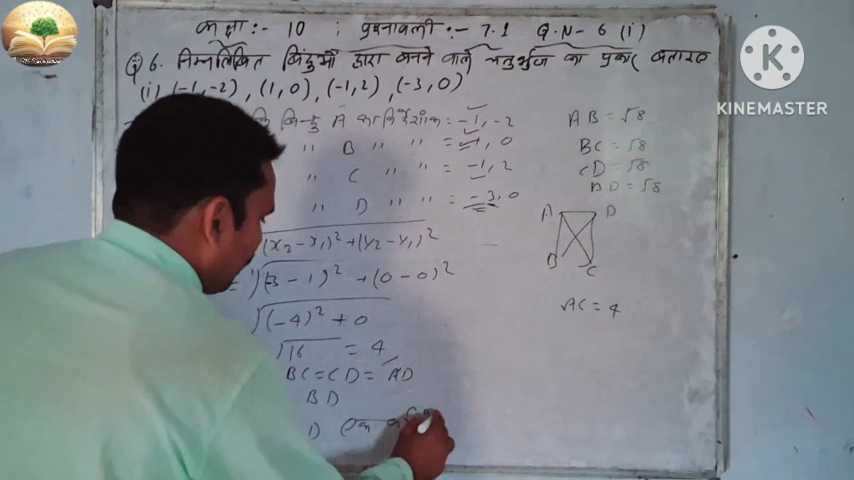 कक्षा :- 10 ; प्रश्नावली :- 7.1 Q.N- 6 (i)
Q 6. निम्नलिखित बिंदुओं द्वारा बनने वाले चतुर्भुज का प्रकार बताइए
(i) (-1, -2), (1, 0), (-1, 2), (-3, 0)
बिन्दु A का निर्देशांक = -1, -2
" B " " = 1, 0
" C " " = -1, 2
" D " " = -3, 0
(x2 - x1)² + (y2 - y1)²
= √(-3 - 1)² + (0 - 0)²
√(-4)² + 0
√16 = 4
BC = CD = AD
BD
D एक वर्ग
AB = √8
BC = √8
CD = √8
AD = √8
A D
B C
AC = 4
KINEMASTER